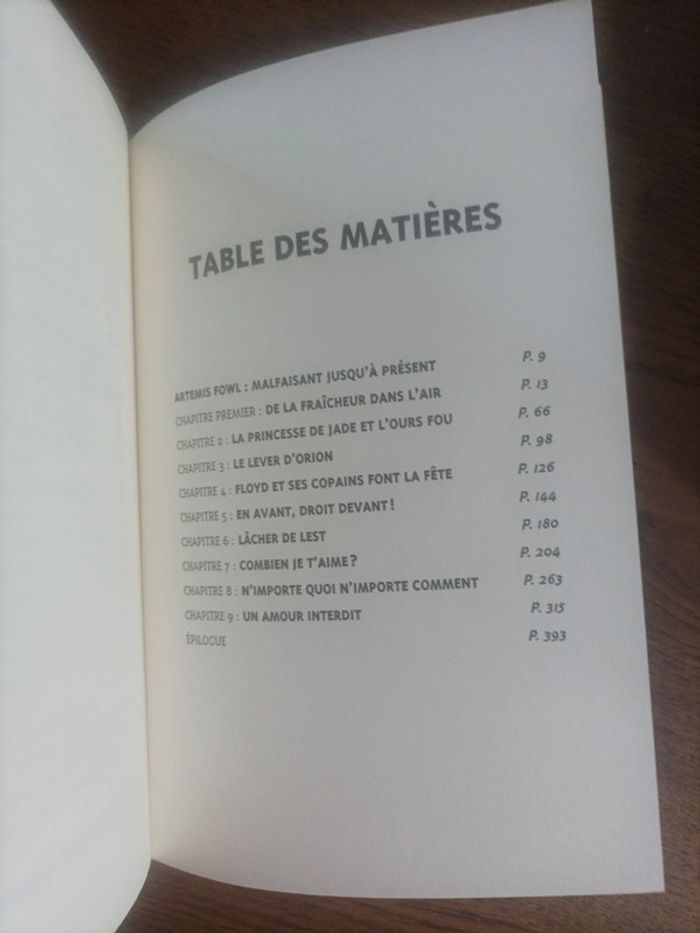 TABLE DES MATIÈRES
ARTEMIS FOWL : MALFAISANT JUSQU'À PRÉSENT P. 9
CHAPITRE PREMIER : DE LA FRAÎCHEUR DANS L'AIR P. 13
CHAPITRE 2 : LA PRINCESSE DE JADE ET L'OURS FOU P. 66
CHAPITRE 3 : LE LEVER D'ORION P. 98
CHAPITRE 4 : FLOYD ET SES COPAINS FONT LA FÊTE P. 126
CHAPITRE 5 : EN AVANT, DROIT DEVANT ! P. 144
CHAPITRE 6 : LÂCHER DE LEST P. 180
CHAPITRE 7 : COMBIEN JE T'AIME ? P. 204
CHAPITRE 8 : N'IMPORTE QUOI N'IMPORTE COMMENT P. 263
CHAPITRE 9 : UN AMOUR INTERDIT P. 315
ÉPILOGUE P. 393